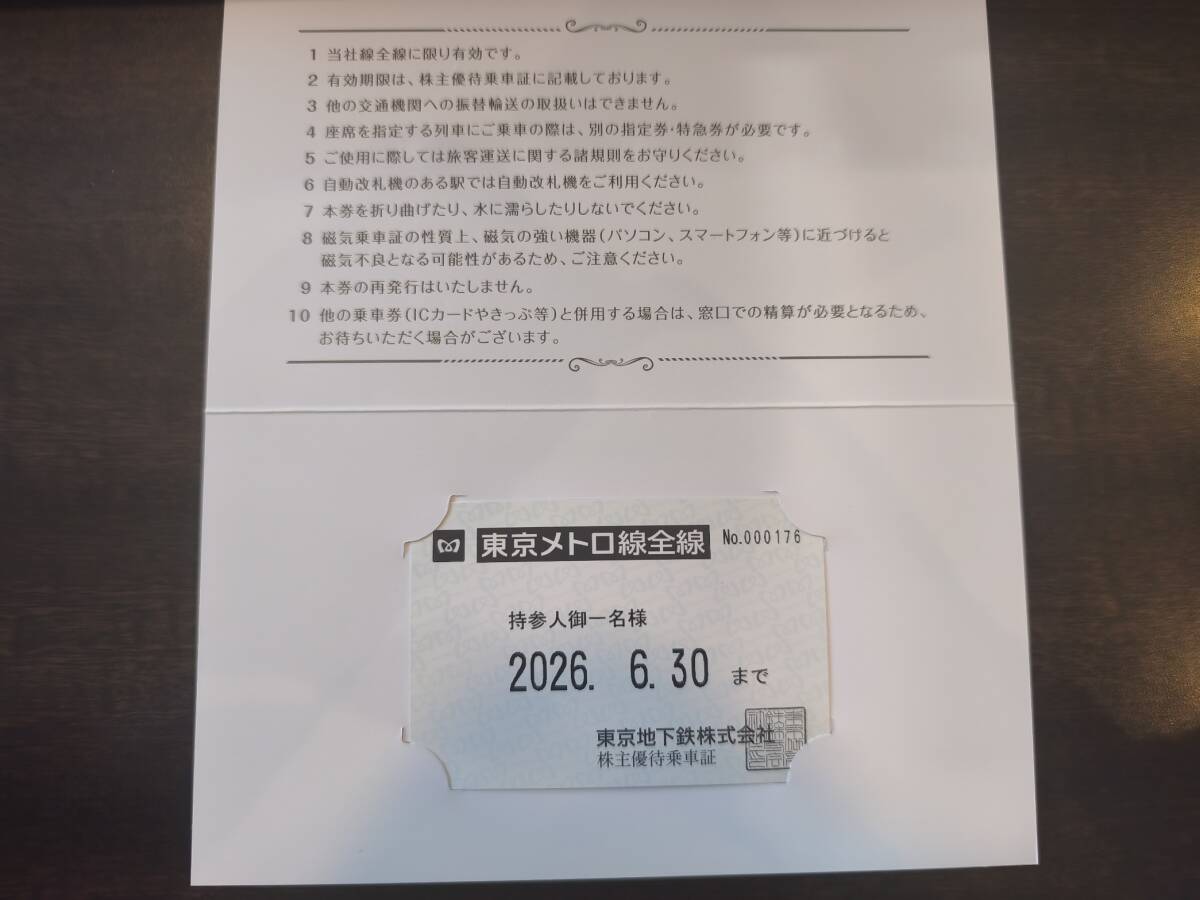 1 当社線全線に限り有効です。
2 有効期限は、株主優待乗車証に記載しております。
3 他の交通機関への振替輸送の取扱いはできません。
4 座席を指定する列車にご乗車の際は、別の指定券・特急券が必要です。
5 ご使用に際しては旅客運送に関する諸規則をお守りください。
6 自動改札機のある駅では自動改札機をご利用ください。
7 本券を折り曲げたり、水に濡らしたりしないでください。
8 磁気乗車証の性質上、磁気の強い機器(パソコン、スマートフォン等)に近づけると
磁気不良となる可能性があるため、ご注意ください。
9 本券の再発行はいたしません。
10 他の乗車券(ICカードやきっぷ等)と併用する場合は、窓口での精算が必要となるため、
お待ちいただく場合がございます。
東京メトロ線全線 No.000176
持参人御一名様
2026. 6. 30 まで
東京地下鉄株式会社
株主優待乗車証